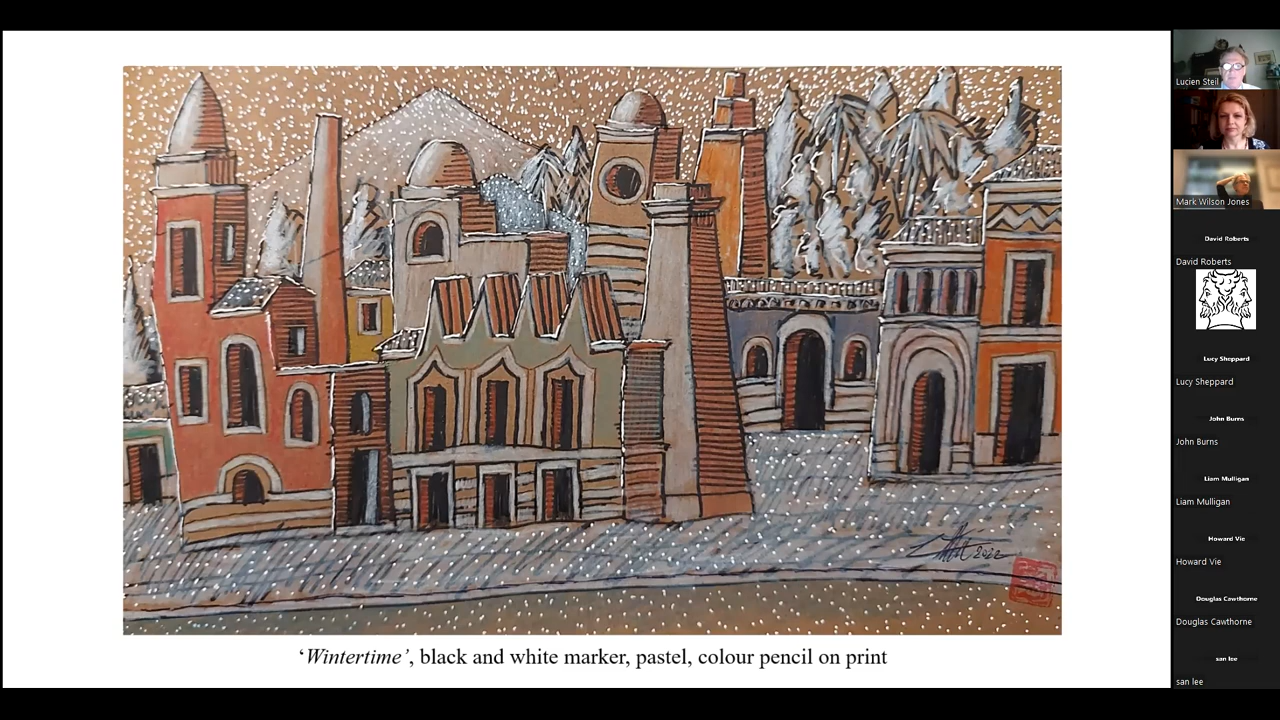 2022
‘Wintertime’, black and white marker, pastel, colour pencil on print
Lucien Steil
Mark Wilson Jones
David Roberts
David Roberts
Lucy Sheppard
Lucy Sheppard
John Burns
John Burns
Liam Mulligan
Liam Mulligan
Howard Vie
Howard Vie
Douglas Cawthorne
Douglas Cawthorne
san lee
san lee